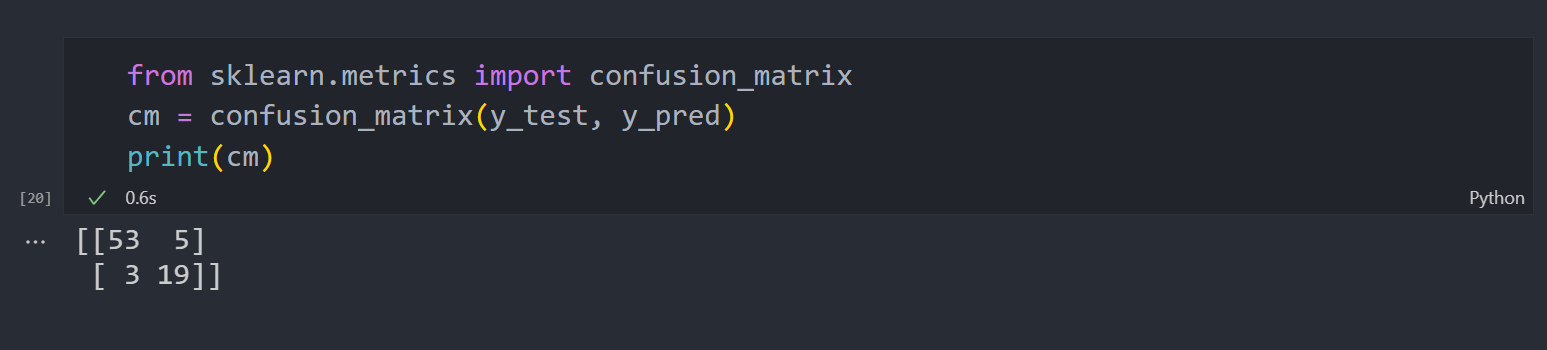 from sklearn.metrics import confusion_matrix
cm = confusion_matrix(y_test, y_pred)
print(cm)
[20] 0.6s Python
... [[53  5]
 [ 3 19]]